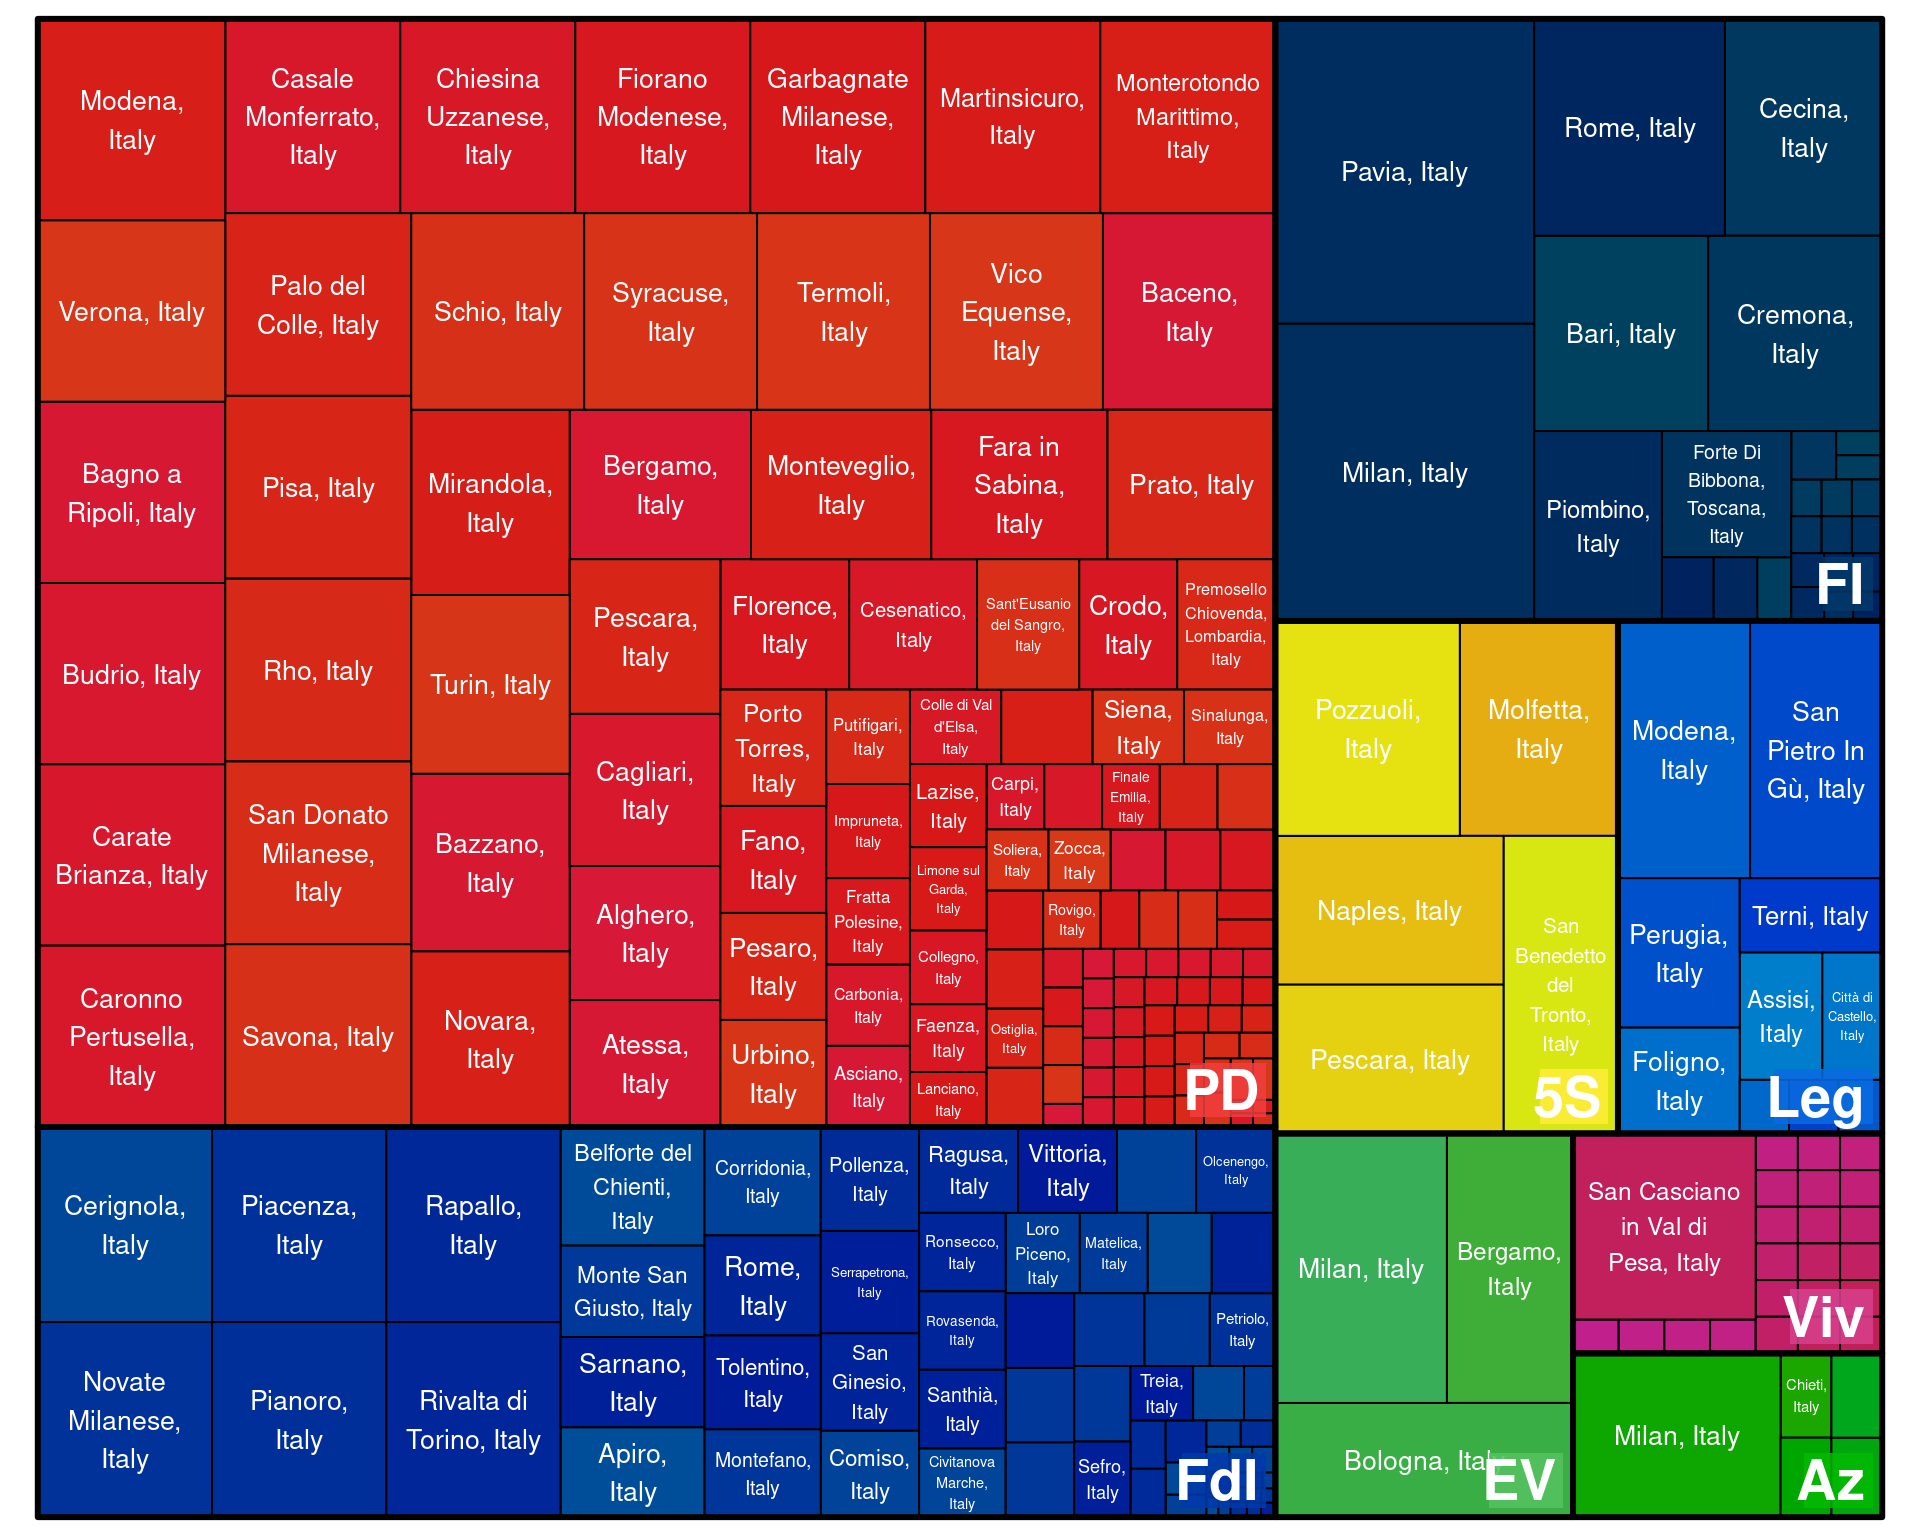 Modena,
Italy
Casale
Monferrato,
Italy
Chiesina
Uzzanese,
Italy
Fiorano
Modenese,
Italy
Garbagnate
Milanese,
Italy
Martinsicuro,
Italy
Monterotondo
Marittimo,
Italy
Verona, Italy
Palo del
Colle, Italy
Schio, Italy
Syracuse,
Italy
Termoli,
Italy
Vico
Equense,
Italy
Baceno,
Italy
Bagno a
Ripoli, Italy
Pisa, Italy
Mirandola,
Italy
Bergamo,
Italy
Monteveglio,
Italy
Fara in
Sabina,
Italy
Prato, Italy
Budrio, Italy
Rho, Italy
Turin, Italy
Pescara,
Italy
Florence,
Italy
Cesenatico,
Italy
Sant'Eusanio
del Sangro,
Italy
Crodo,
Italy
Premosello
Chiovenda,
Lombardia,
Italy
Carate
Brianza, Italy
San Donato
Milanese,
Italy
Bazzano,
Italy
Cagliari,
Italy
Porto
Torres,
Italy
Putifigari,
Italy
Colle di Val
d'Elsa,
Italy
Siena,
Italy
Sinalunga,
Italy
Impruneta,
Italy
Lazise,
Italy
Carpi,
Italy
Finale
Emilia,
Italy
Fano,
Italy
Limone sul
Garda,
Italy
Soliera,
Italy
Zocca,
Italy
Alghero,
Italy
Fratta
Polesine,
Italy
Rovigo,
Italy
Caronno
Pertusella,
Italy
Savona, Italy
Novara,
Italy
Atessa,
Italy
Pesaro,
Italy
Urbino,
Italy
Carbonia,
Italy
Asciano,
Italy
Collegno,
Italy
Faenza,
Italy
Lanciano,
Italy
Ostiglia,
Italy
PD
Pavia, Italy
Rome, Italy
Cecina,
Italy
Bari, Italy
Cremona,
Italy
Milan, Italy
Piombino,
Italy
Forte Di
Bibbona,
Toscana,
Italy
FI
Pozzuoli,
Italy
Molfetta,
Italy
Naples, Italy
San
Benedetto
del
Tronto,
Italy
Pescara, Italy
5S
Modena,
Italy
San
Pietro In
Gù, Italy
Perugia,
Italy
Terni, Italy
Assisi,
Italy
Città di
Castello,
Italy
Foligno,
Italy
Leg
Cerignola,
Italy
Piacenza,
Italy
Rapallo,
Italy
Novate
Milanese,
Italy
Pianoro,
Italy
Rivalta di
Torino, Italy
Belforte del
Chienti,
Italy
Monte San
Giusto, Italy
Sarnano,
Italy
Apiro,
Italy
Corridonia,
Italy
Rome,
Italy
Tolentino,
Italy
Montefano,
Italy
Pollenza,
Italy
Serrapetrona,
Italy
San
Ginesio,
Italy
Comiso,
Italy
Ragusa,
Italy
Vittoria,
Italy
Olcenengo,
Italy
Ronsecco,
Italy
Loro
Piceno,
Italy
Matelica,
Italy
Rovasenda,
Italy
Petriolo,
Italy
Santhià,
Italy
Treia,
Italy
Civitanova
Marche,
Italy
Sefro,
Italy
FdI
Milan, Italy
Bergamo,
Italy
Bologna, Italy
EV
San Casciano
in Val di
Pesa, Italy
Viv
Milan, Italy
Chieti,
Italy
Az